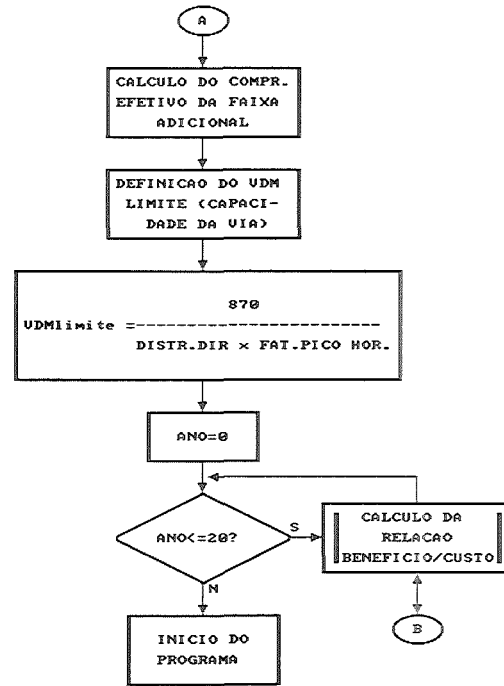 A
CALCULO DO COMPR.
EFETIVO DA FAIXA
ADICIONAL
DEFINICAO DO VDM
LIMITE (CAPACI-
DADE DA VIA)
870
VDMlimite =--------------------------
DISTR.DIR x FAT.PICO HOR.
ANO=0
ANO<=20?
S
CALCULO DA
RELACAO
BENEFICIO/CUSTO
N
B
INICIO DO
PROGRAMA